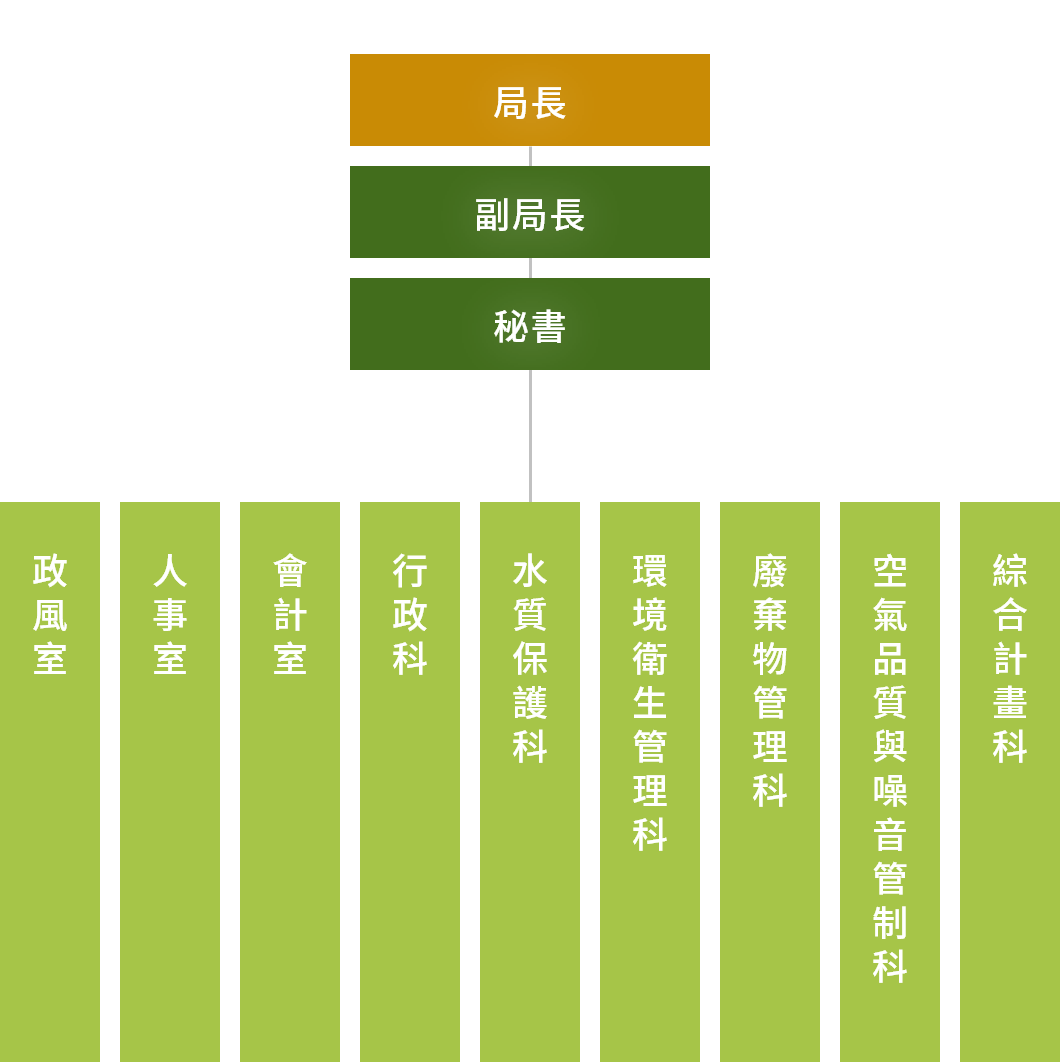 局長
副局長
秘書
政風室
人事室
會計室
行政科
水質保護科
環境衛生管理科
廢棄物管理科
空氣品質與噪音管制科
綜合計畫科